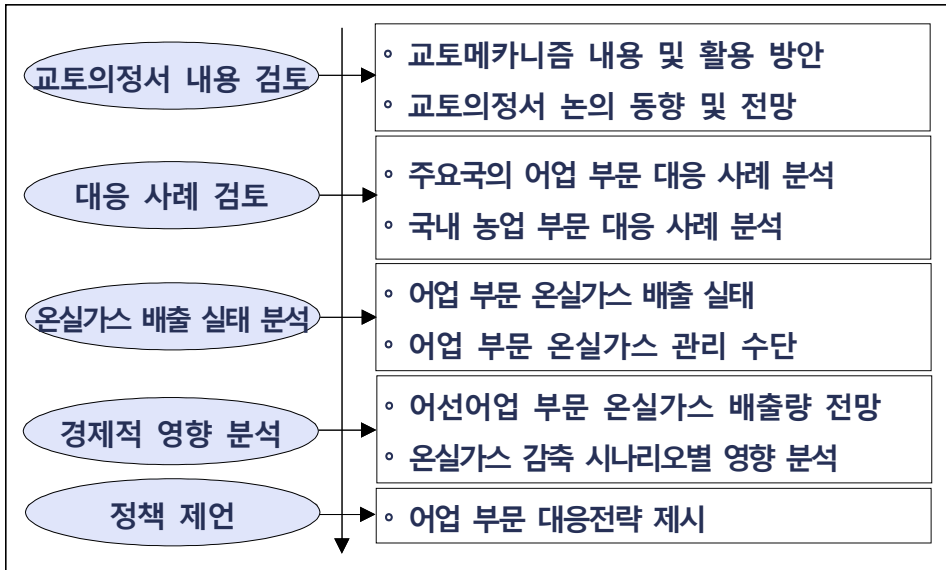 교토의정서 내용 검토
◦ 교토메카니즘 내용 및 활용 방안
◦ 교토의정서 논의 동향 및 전망
대응 사례 검토
◦ 주요국의 어업 부문 대응 사례 분석
◦ 국내 농업 부문 대응 사례 분석
온실가스 배출 실태 분석
◦ 어업 부문 온실가스 배출 실태
◦ 어업 부문 온실가스 관리 수단
경제적 영향 분석
◦ 어선어업 부문 온실가스 배출량 전망
◦ 온실가스 감축 시나리오별 영향 분석
정책 제언
◦ 어업 부문 대응전략 제시